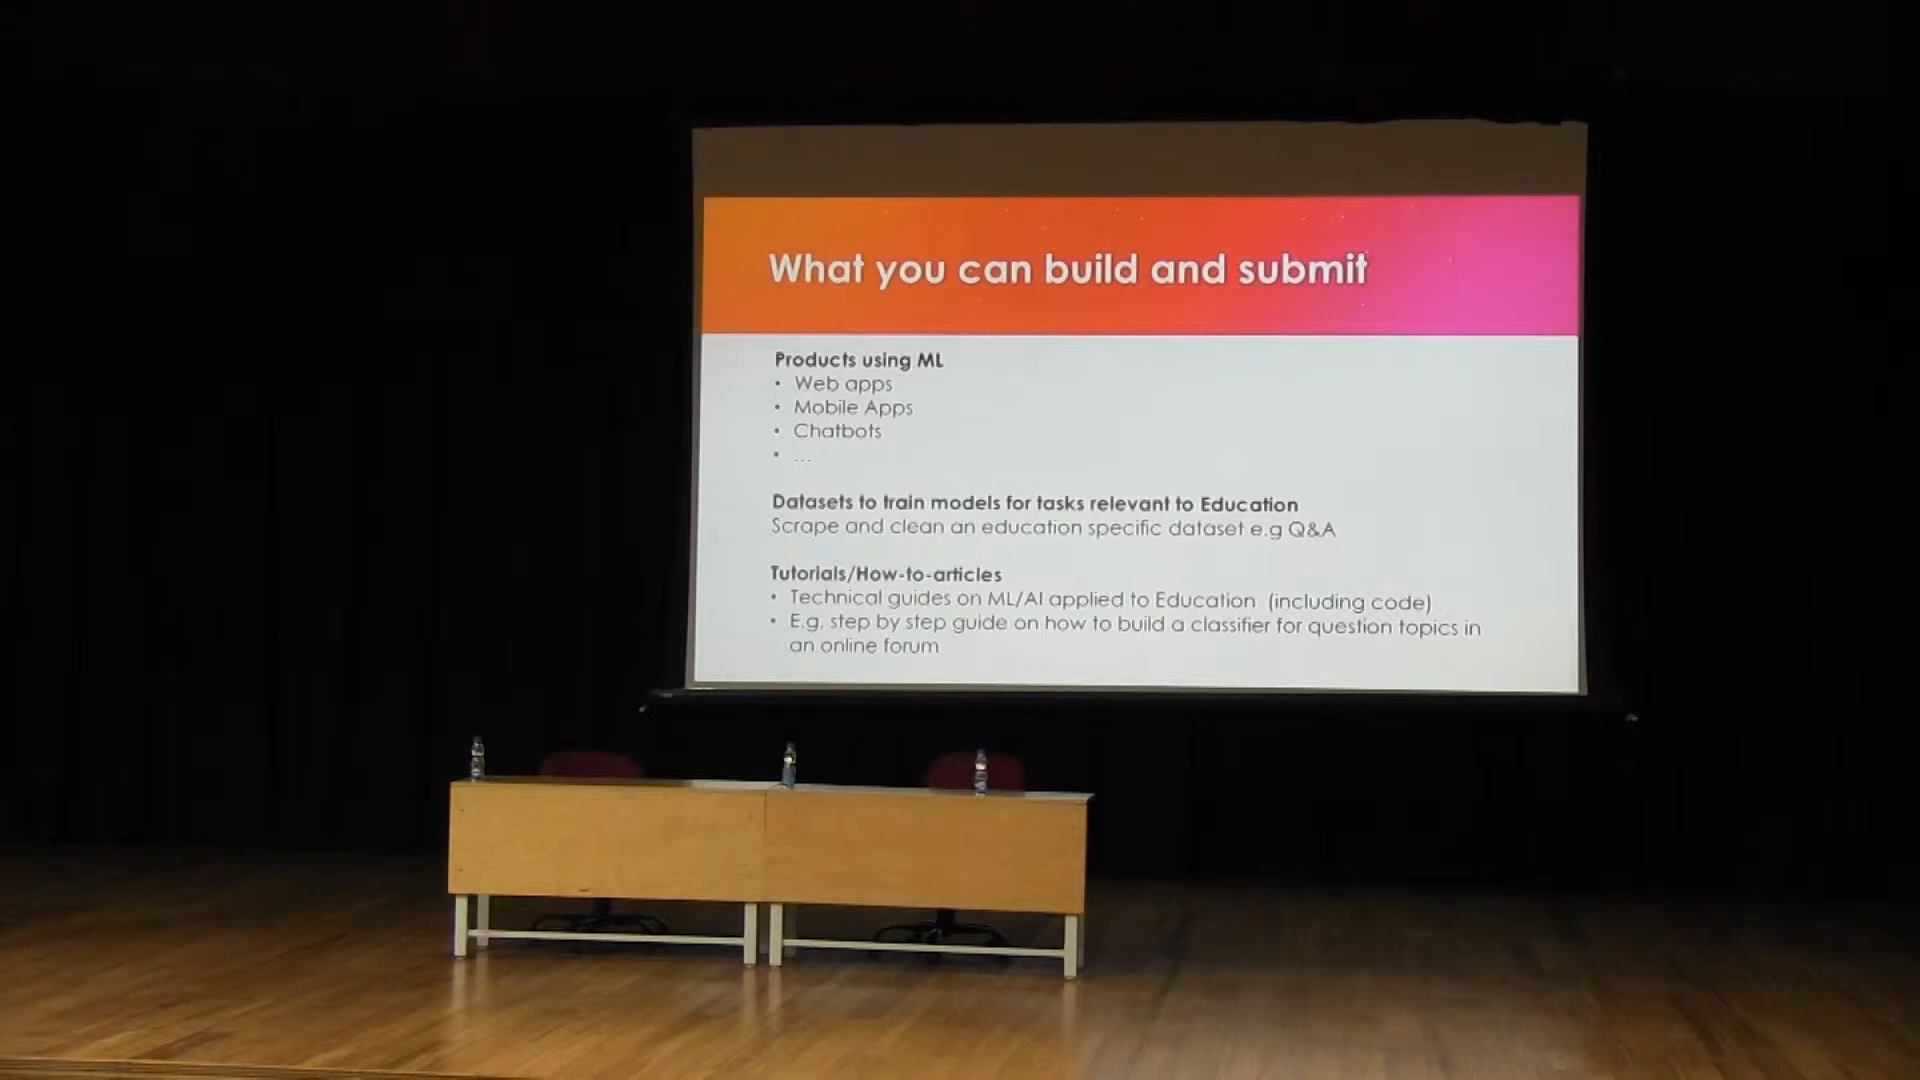 What you can build and submit
Products using ML
• Web apps
• Mobile Apps
• Chatbots
• ...
Datasets to train models for tasks relevant to Education
Scrape and clean an education specific dataset e.g Q&A
Tutorials/How-to-articles
• Technical guides on ML/AI applied to Education (including code)
• E.g. step by step guide on how to build a classifier for question topics in
an online forum